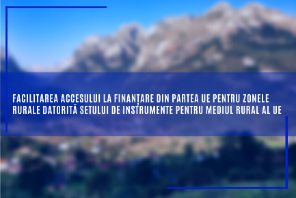 FACILITAREA ACCESULUI LA FINANȚARE DIN PARTEA UE PENTRU ZONELE
RURALE DATORITĂ SETULUI DE INSTRUMENTE PENTRU MEDIUL RURAL AL UE